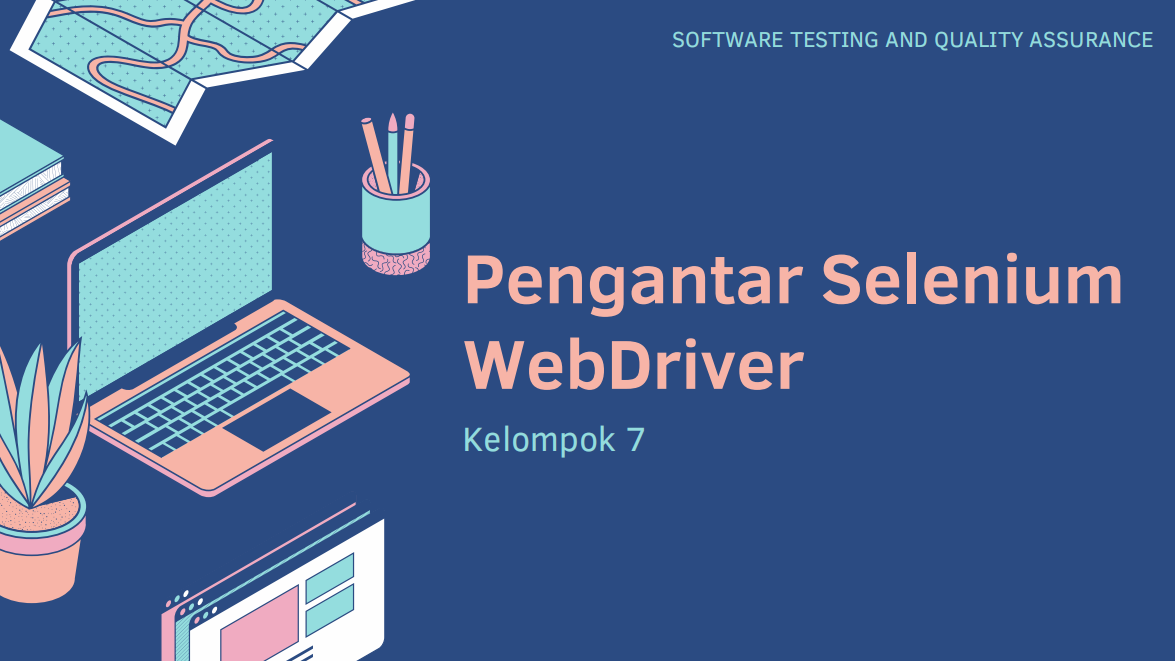 SOFTWARE TESTING AND QUALITY ASSURANCE
Pengantar Selenium
WebDriver
Kelompok 7